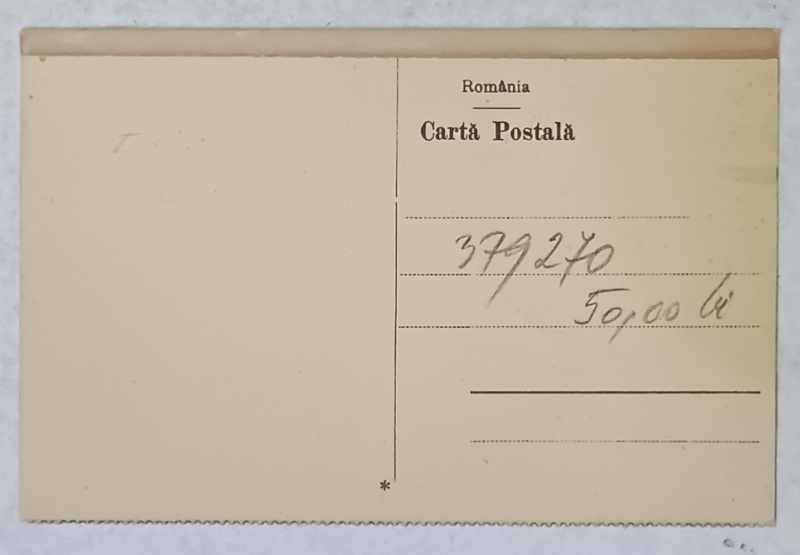 România
Cartă Postală
379270
50,00 lei
*